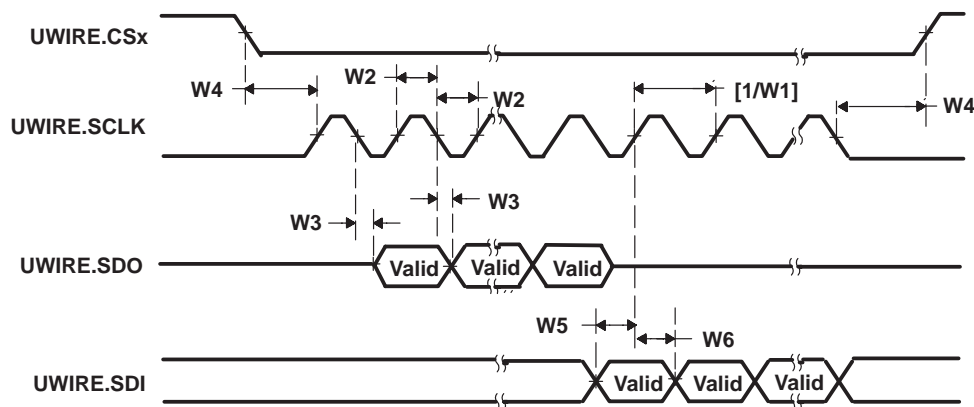 UWIRE.CSx
W4
W2
W2
[1/W1]
W4
UWIRE.SCLK
W3
W3
UWIRE.SDO
Valid
Valid
Valid
W5
W6
UWIRE.SDI
Valid
Valid
Valid